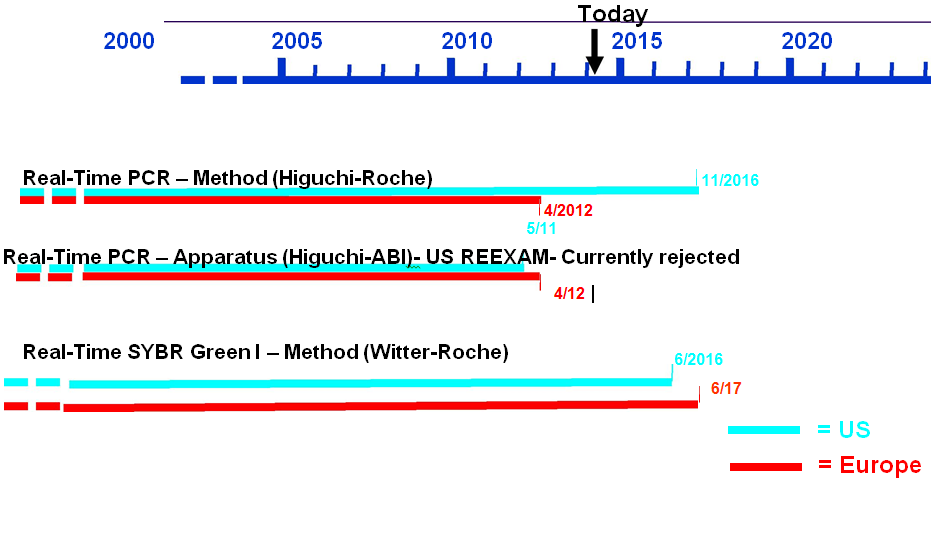 Today
2000 2005 2010 2015 2020
Real-Time PCR – Method (Higuchi-Roche)
11/2016
4/2012
5/11
Real-Time PCR – Apparatus (Higuchi-ABI)- US REEXAM- Currently rejected
4/12
Real-Time SYBR Green I – Method (Witter-Roche)
6/2016
6/17
= US
= Europe